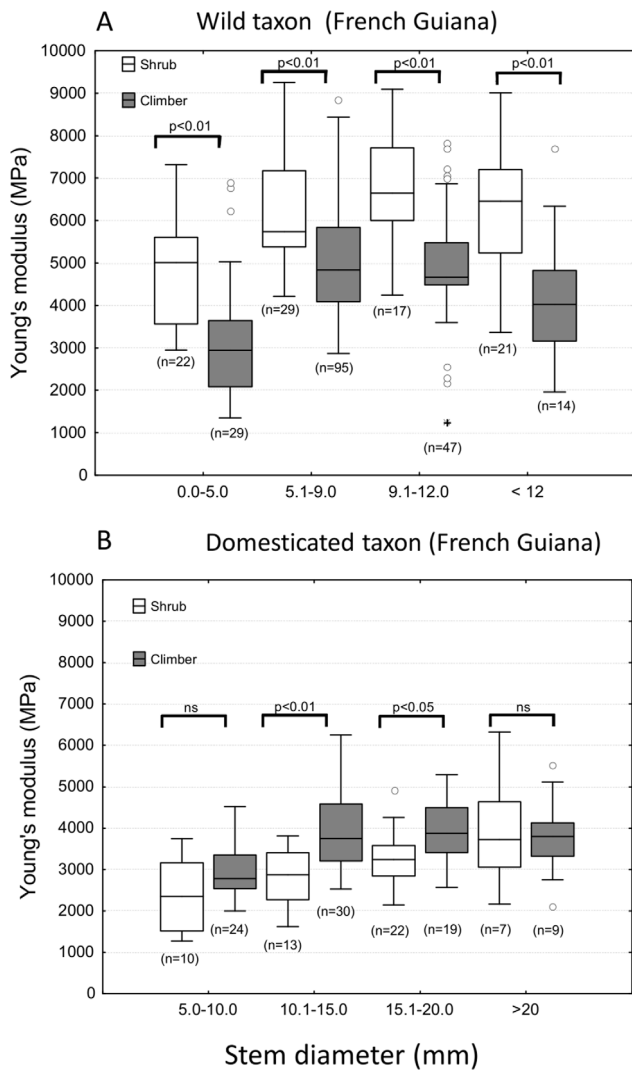 A Wild taxon (French Guiana)
10000
9000
8000
7000
6000
5000
4000
3000
2000
1000
0
Young's modulus (MPa)
Shrub
Climber
p<0.01
p<0.01
p<0.01
p<0.01
(n=22)
(n=29)
(n=29)
(n=95)
(n=17)
(n=47)
(n=21)
(n=14)
0.0-5.0 5.1-9.0 9.1-12.0 < 12
B Domesticated taxon (French Guiana)
10000
9000
8000
7000
6000
5000
4000
3000
2000
1000
0
Young's modulus (MPa)
Shrub
Climber
ns p<0.01 p<0.05 ns
(n=10)
(n=24)
(n=13)
(n=30)
(n=22)
(n=19)
(n=7)
(n=9)
5.0-10.0 10.1-15.0 15.1-20.0 >20
Stem diameter (mm)